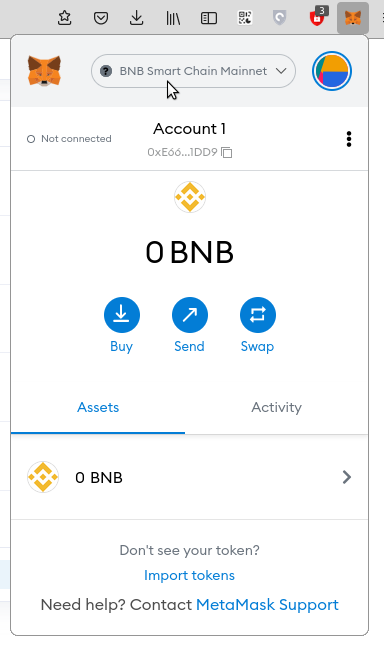 3
BNB Smart Chain Mainnet
Not connected
Account 1
0xE66...1DD9
0 BNB
Buy
Send
Swap
Assets
Activity
0 BNB
Don't see your token?
Import tokens
Need help? Contact MetaMask Support